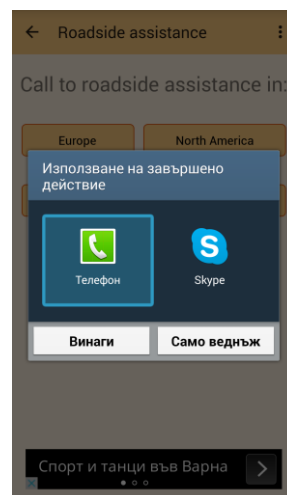 Roadside assistance
Call to roadside assistance in:
Europe
North America
Използване на завършено
действие
Телефон
S
Skype
Винаги
Само веднъж
Спорт и танци във Варна